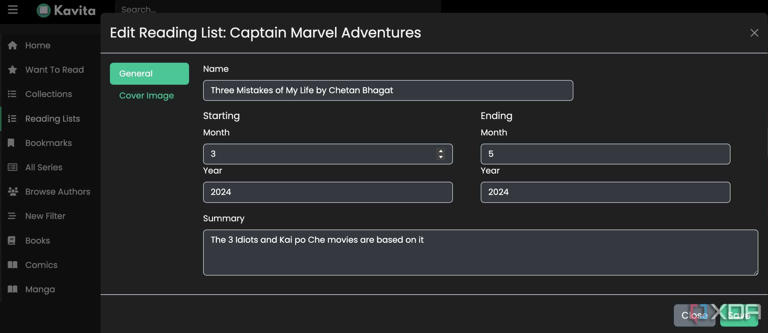 Kavita
Search...
Edit Reading List: Captain Marvel Adventures
Home
Want To Read
Collections
Reading Lists
Bookmarks
All Series
Browse Authors
New Filter
Books
Comics
Manga
General
Cover Image
Name
Three Mistakes of My Life by Chetan Bhagat
Starting
Month
3
Year
2024
Ending
Month
5
Year
2024
Summary
The 3 Idiots and Kai po Che movies are based on it
Close
Save
XDA